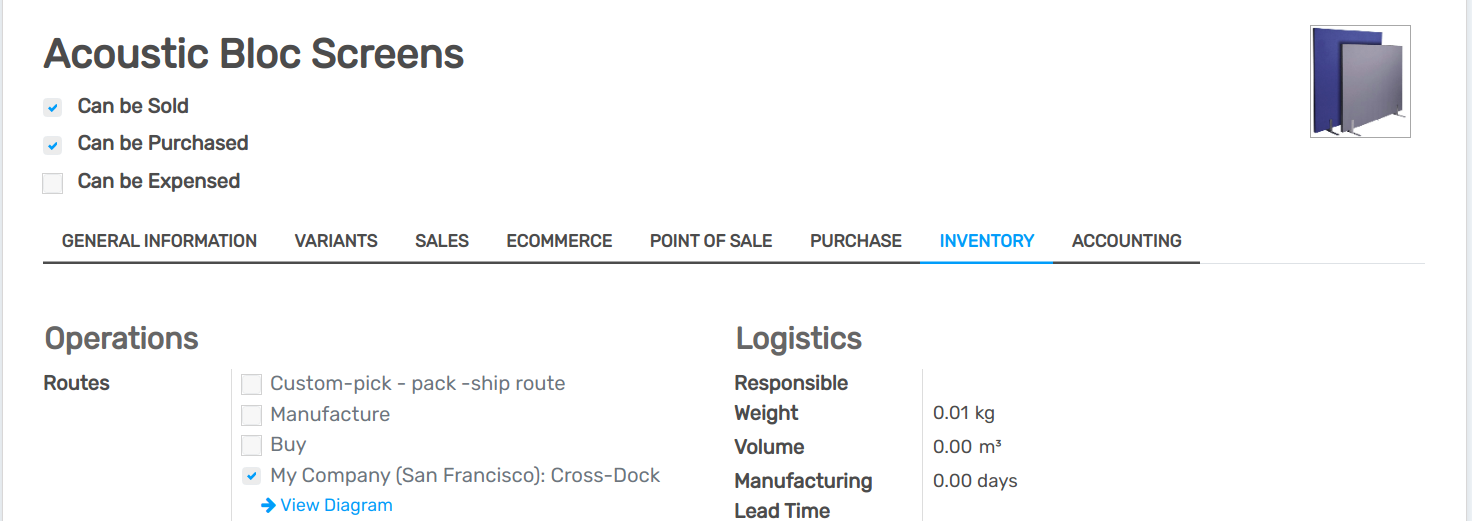 Acoustic Bloc Screens
Can be Sold
Can be Purchased
Can be Expensed
GENERAL INFORMATION VARIANTS SALES ECOMMERCE POINT OF SALE PURCHASE INVENTORY ACCOUNTING
Operations
Routes
Custom-pick - pack -ship route
Manufacture
Buy
My Company (San Francisco): Cross-Dock
View Diagram
Logistics
Responsible
Weight 0.01 kg
Volume 0.00 m³
Manufacturing 0.00 days
Lead Time